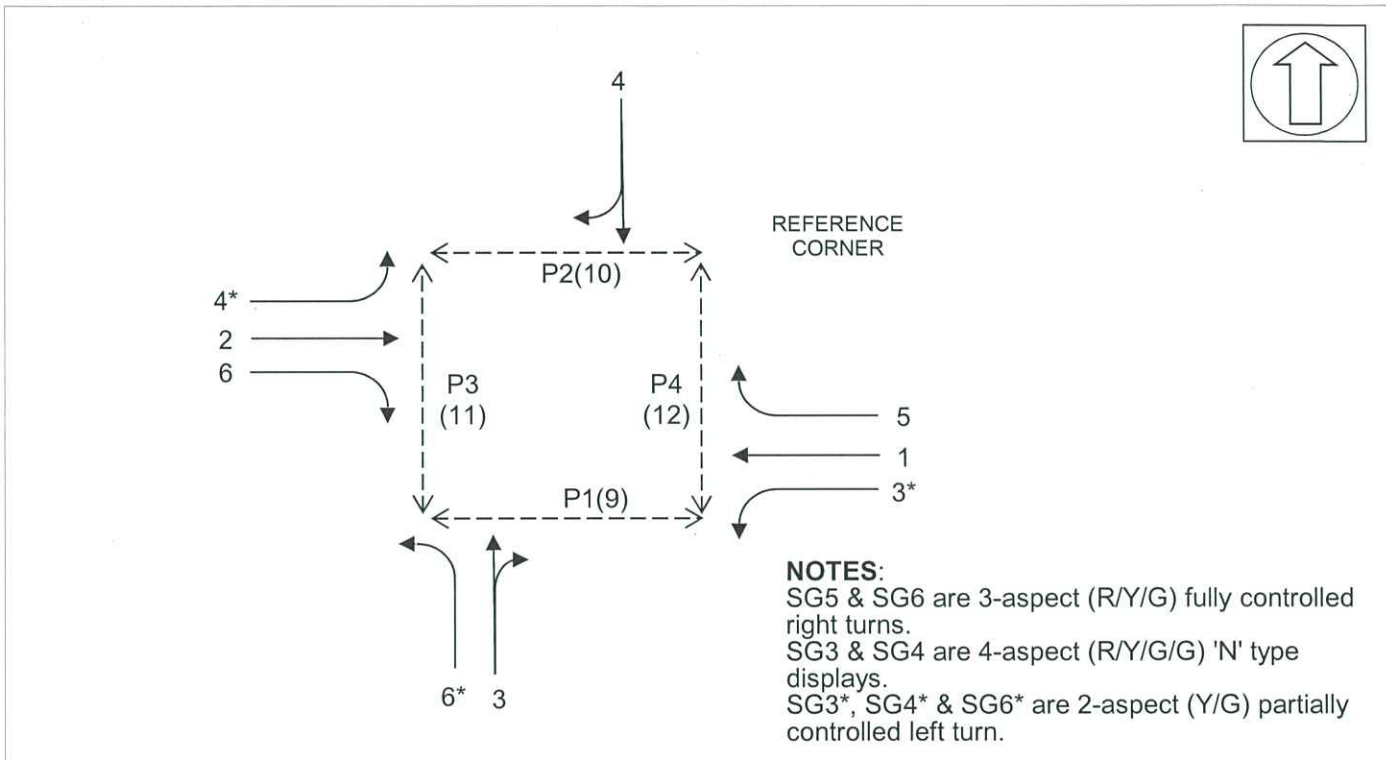 4
REFERENCE
CORNER
P2(10)
4*
2
6
P3
(11)
P4
(12)
5
1
3*
P1(9)
6*
3
NOTES:
SG5 & SG6 are 3-aspect (R/Y/G) fully controlled
right turns.
SG3 & SG4 are 4-aspect (R/Y/G/G) 'N' type
displays.
SG3*, SG4* & SG6* are 2-aspect (Y/G) partially
controlled left turn.